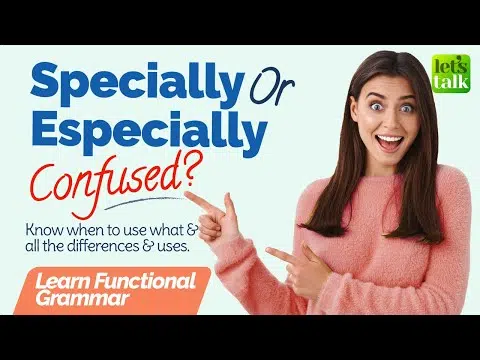 Specially Or
Especially
Confused?
Know when to use what &
all the differences & uses.
Learn Functional
Grammar
let's
talk